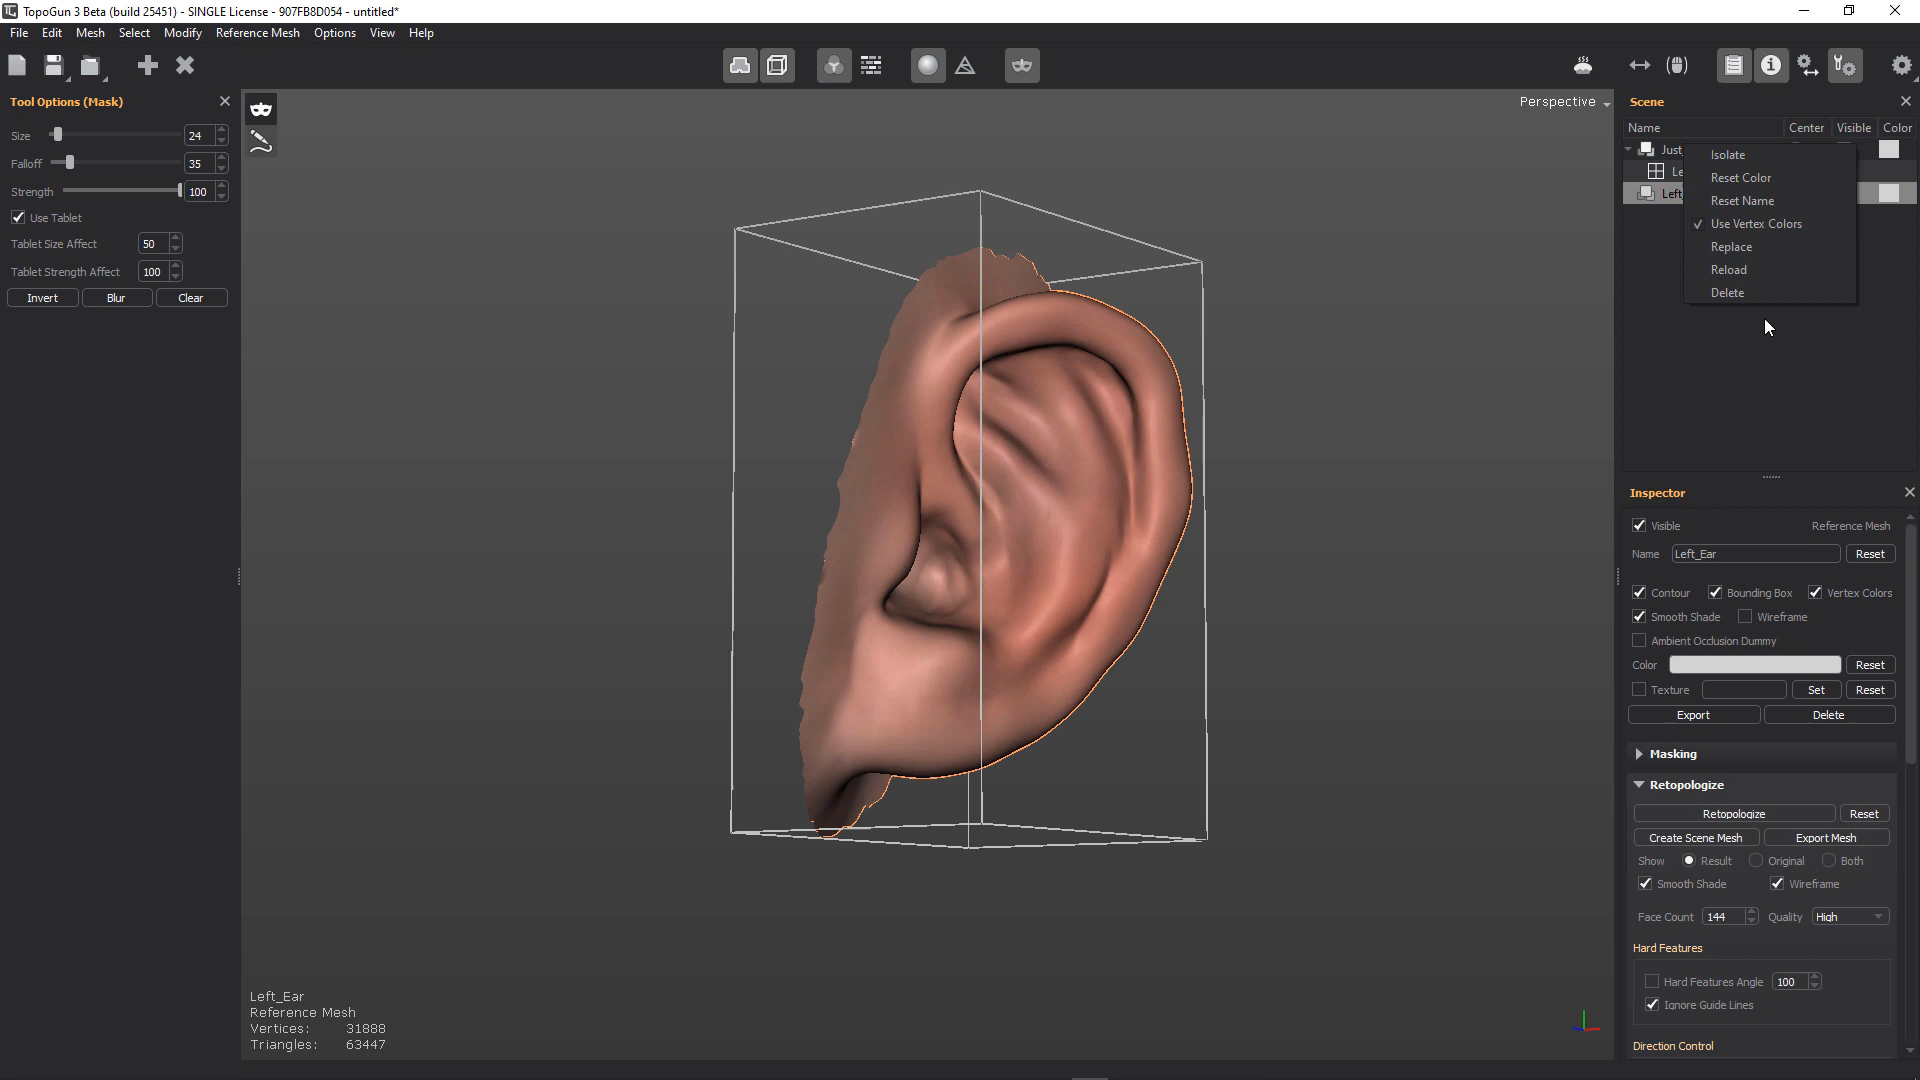 TopoGun 3 Beta (build 25451) - SINGLE License - 907FB8D054 - untitled*
File Edit Mesh Select Modify Reference Mesh Options View Help
Tool Options (Mask)
Size 24
Falloff 35
Strength 100
Use Tablet
Tablet Size Affect 50
Tablet Strength Affect 100
Invert Blur Clear
Perspective
Left_Ear
Reference Mesh
Vertices: 31888
Triangles: 63447
Scene
Name Center Visible Color
Just
Le
Left_
Isolate
Reset Color
Reset Name
Use Vertex Colors
Replace
Reload
Delete
Inspector
Visible Reference Mesh
Name Left_Ear Reset
Contour Bounding Box Vertex Colors
Smooth Shade Wireframe
Ambient Occlusion Dummy
Color Reset
Texture Set Reset
Export Delete
Masking
Retopologize
Retopologize Reset
Create Scene Mesh Export Mesh
Show Result Original Both
Smooth Shade Wireframe
Face Count 144 Quality High
Hard Features
Hard Features Angle 100
Ignore Guide Lines
Direction Control